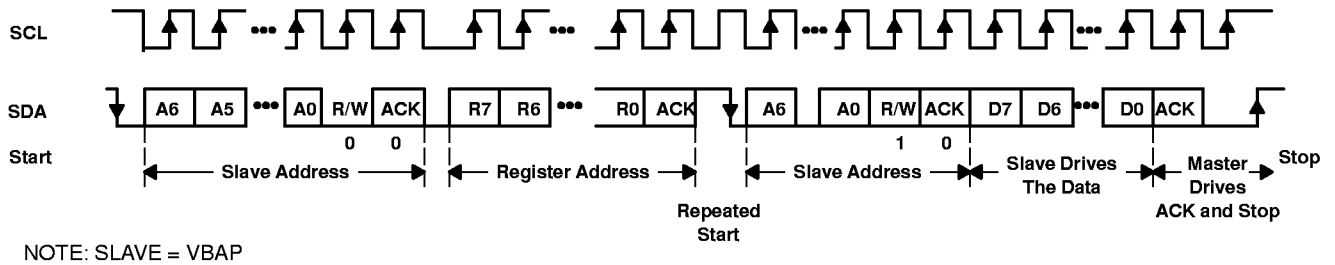 SCL
SDA A6 A5 A0 R/W ACK R7 R6 R0 ACK A6 A0 R/W ACK D7 D6 D0 ACK
0 0 1 0
Start Stop
Slave Address Register Address Slave Address Slave Drives The Data Master Drives ACK and Stop
Repeated Start
NOTE: SLAVE = VBAP